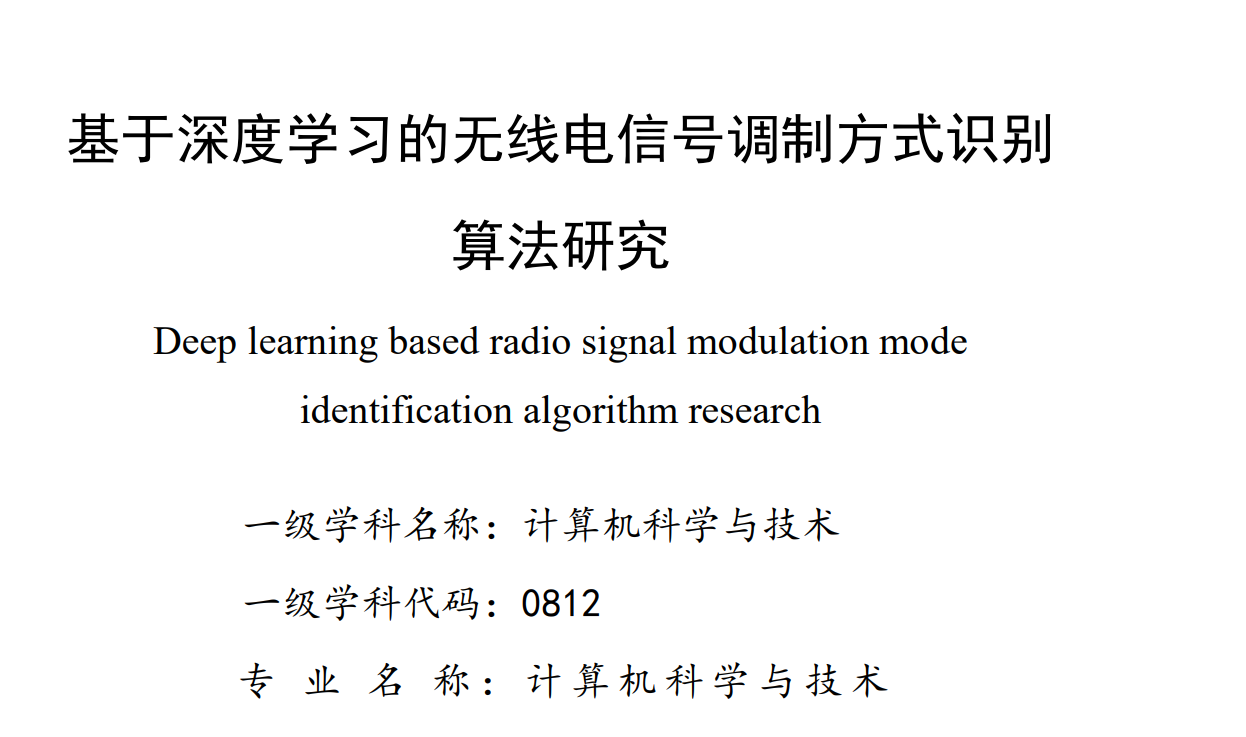 基于深度学习的无线电信号调制方式识别
算法研究
Deep learning based radio signal modulation mode
identification algorithm research
一级学科名称：计算机科学与技术
一级学科代码：0812
专 业 名 称：计算机科学与技术